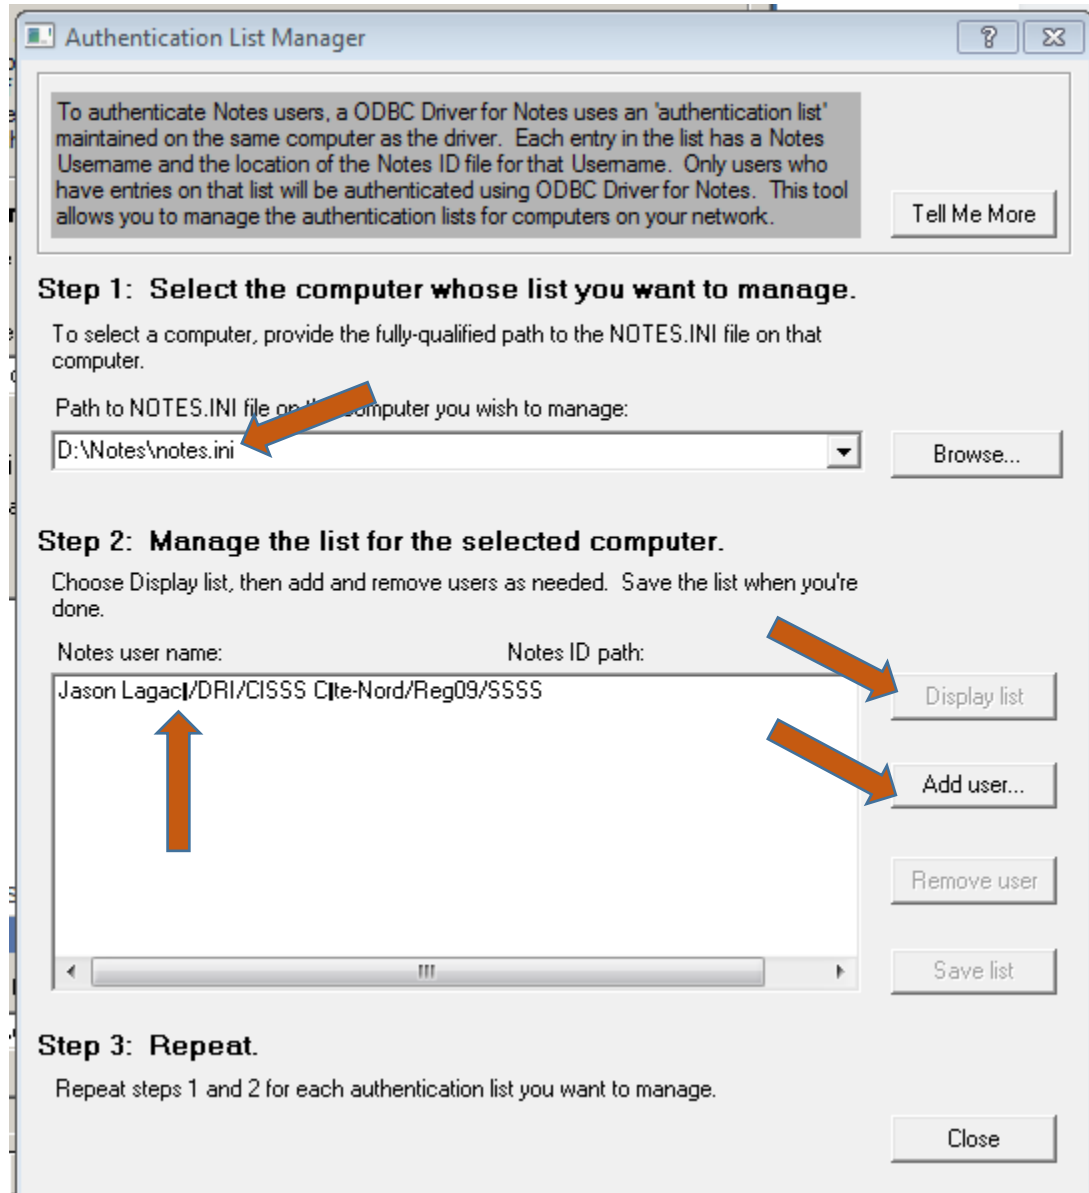 Authentication List Manager
To authenticate Notes users, a ODBC Driver for Notes uses an 'authentication list'
maintained on the same computer as the driver. Each entry in the list has a Notes
Username and the location of the Notes ID file for that Username. Only users who
have entries on that list will be authenticated using ODBC Driver for Notes. This tool
allows you to manage the authentication lists for computers on your network.
Tell Me More
Step 1: Select the computer whose list you want to manage.
To select a computer, provide the fully-qualified path to the NOTES.INI file on that
computer.
Path to NOTES.INI file on the computer you wish to manage:
D:\Notes\notes.ini
Browse...
Step 2: Manage the list for the selected computer.
Choose Display list, then add and remove users as needed. Save the list when you're
done.
Notes user name: Notes ID path:
Jason Lagac|/DRI/CISSS C|te-Nord/Reg09/SSSS
Display list
Add user...
Remove user
Save list
Step 3: Repeat.
Repeat steps 1 and 2 for each authentication list you want to manage.
Close